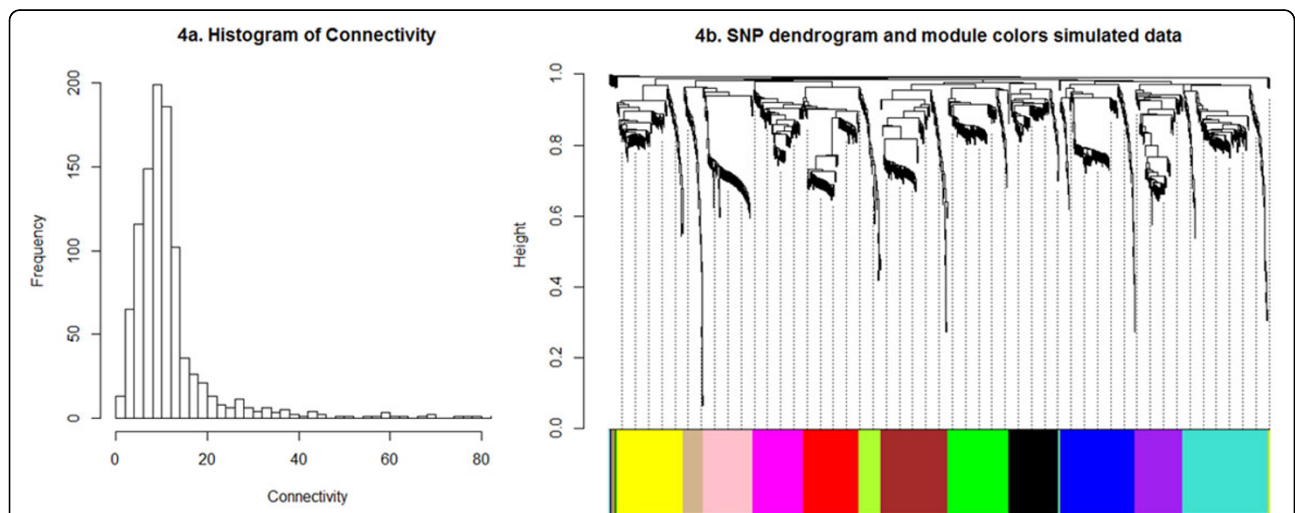 4a. Histogram of Connectivity
Frequency
200
150
100
50
0
0 20 40 60 80
Connectivity
4b. SNP dendrogram and module colors simulated data
Height
1.0
0.8
0.6
0.4
0.2
0.0